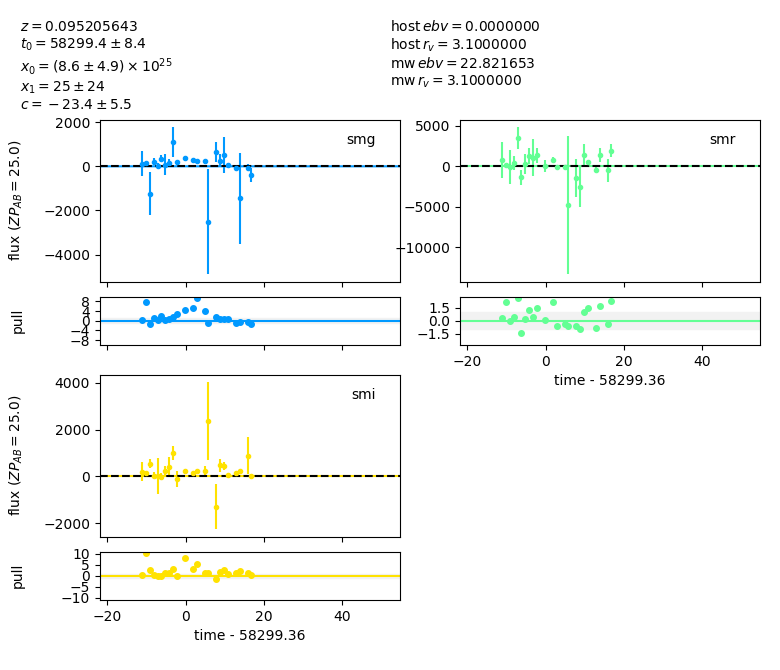 z = 0.095205643
t₀ = 58299.4 ± 8.4
x₀ = (8.6 ± 4.9) × 10²⁵
x₁ = 25 ± 24
c = −23.4 ± 5.5
host ebv = 0.0000000
host r_v = 3.1000000
mw ebv = 22.821653
mw r_v = 3.1000000
2000
0
−2000
−4000
flux (ZP_AB = 25.0)
smg
8
4
0
−4
−8
pull
5000
0
−5000
−10000
smr
1.5
0.0
−1.5
−20
0
20
40
time - 58299.36
4000
2000
0
−2000
flux (ZP_AB = 25.0)
smi
10
5
0
−5
−10
pull
−20
0
20
40
time - 58299.36